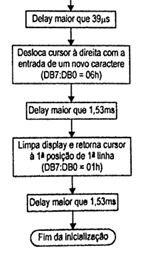 Delay maior que 39µs
Desloca cursor à direita com a
entrada de um novo caractere
(DB7:DB0 = 06h)
Delay maior que 1,53ms
Limpa display e retorna cursor
à 1ª posição de 1ª linha
(DB7:DB0 = 01h)
Delay maior que 1,53ms
Fim da inicialização